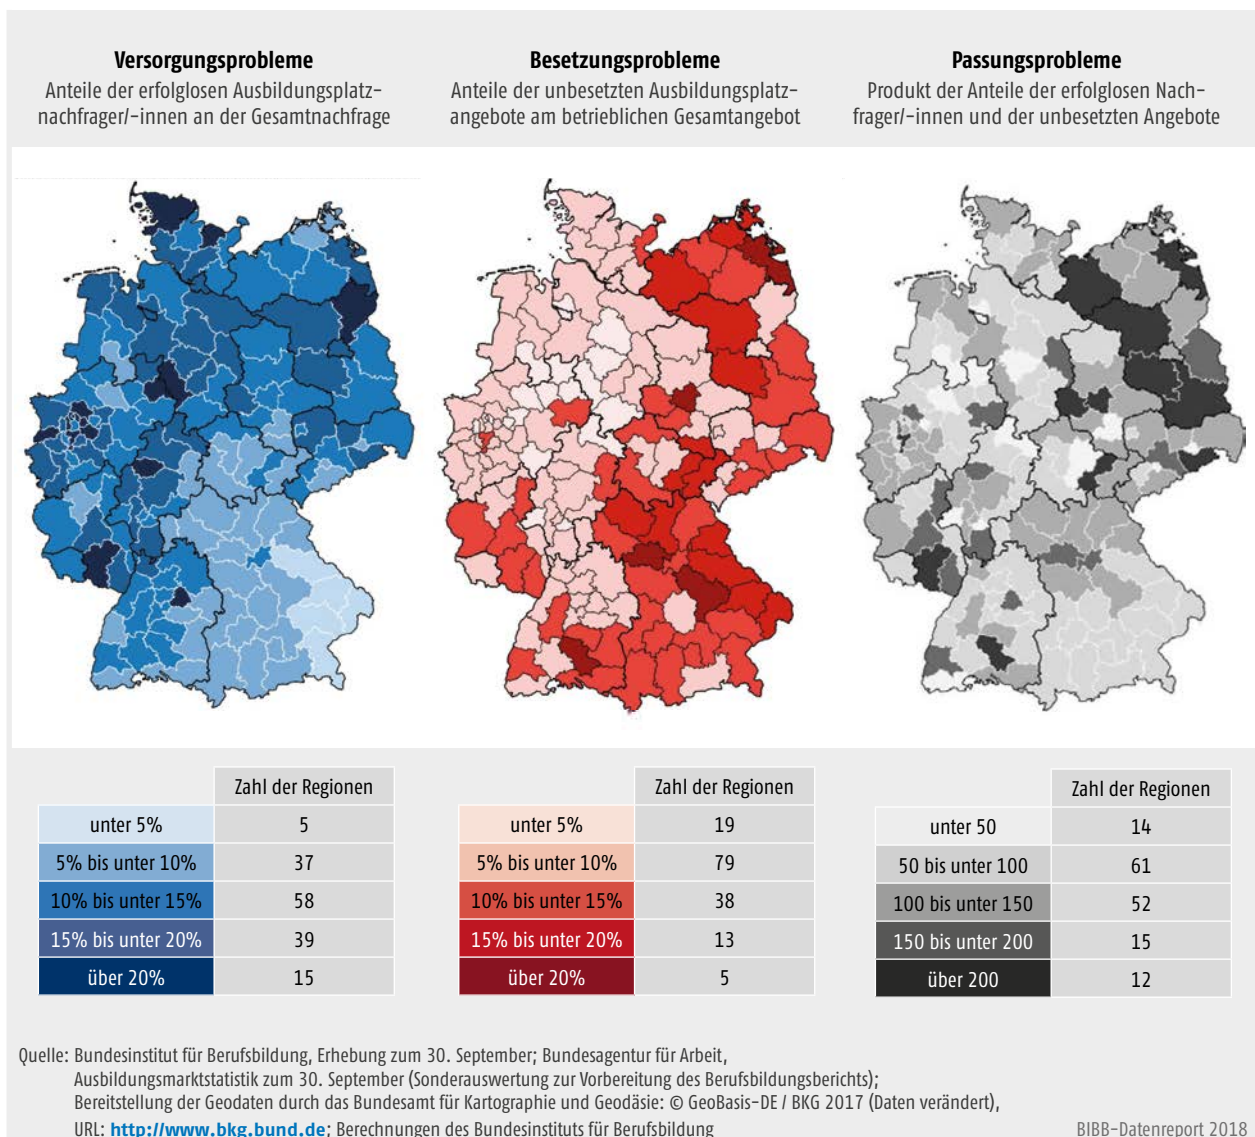 Versorgungsprobleme
Anteile der erfolglosen Ausbildungsplatz-
nachfrager/-innen an der Gesamtnachfrage
Besetzungsprobleme
Anteile der unbesetzten Ausbildungsplatz-
angebote am betrieblichen Gesamtangebot
Passungsprobleme
Produkt der Anteile der erfolglosen Nach-
frager/-innen und der unbesetzten Angebote
Zahl der Regionen
unter 5% 5
5% bis unter 10% 37
10% bis unter 15% 58
15% bis unter 20% 39
über 20% 15
Zahl der Regionen
unter 5% 19
5% bis unter 10% 79
10% bis unter 15% 38
15% bis unter 20% 13
über 20% 5
Zahl der Regionen
unter 50 14
50 bis unter 100 61
100 bis unter 150 52
150 bis unter 200 15
über 200 12
Quelle: Bundesinstitut für Berufsbildung, Erhebung zum 30. September; Bundesagentur für Arbeit,
Ausbildungsmarktstatistik zum 30. September (Sonderauswertung zur Vorbereitung des Berufsbildungsberichts);
Bereitstellung der Geodaten durch das Bundesamt für Kartographie und Geodäsie: © GeoBasis-DE / BKG 2017 (Daten verändert),
URL: http://www.bkg.bund.de; Berechnungen des Bundesinstituts für Berufsbildung
BIBB-Datenreport 2018